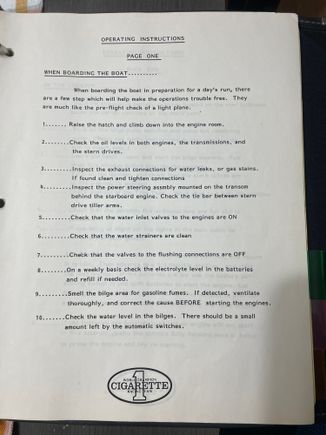 OPERATING INSTRUCTIONS
PAGE ONE
WHEN BOARDING THE BOAT..........
When boarding the boat in preparation for a day's run, there
are a few step which will help make the operations trouble free. They
are much like the pre-flight check of a light plane.
1....... Raise the hatch and climb down into the engine room.
2........Check the oil levels in both engines, the transmissions, and
the stern drives.
3.........Inspect the exhaust connections for water leaks, or gas stains.
If found clean and tighten connections
4.........Inspect the power steering assmbly mounted on the transom
behind the starboard engine. Check the tie bar between stern
drive tiller arms.
5.........Check that the water inlet valves to the engines are ON
6.........Check that the water strainers are clean
7.........Check that the valves to the flushing connections are OFF
8........On a weekly basis check the electrolyte level in the batteries
and refill if needed.
9........Smell the bilge area for gasoline fumes. If detected, ventilate
thoroughly, and correct the cause BEFORE starting the engines.
10.......Check the water level in the bilges. There should be a small
amount left by the automatic switches.
1
CIGARETTE